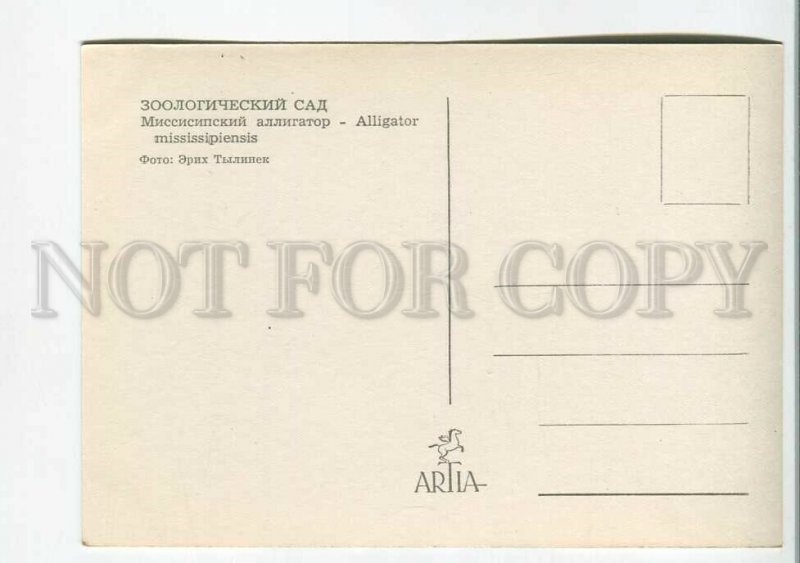 ЗООЛОГИЧЕСКИЙ САД
Миссисипский аллигатор - Alligator
mississipiensis
Фото: Эрих Тылинек
NOT FOR COPY
ARTIA